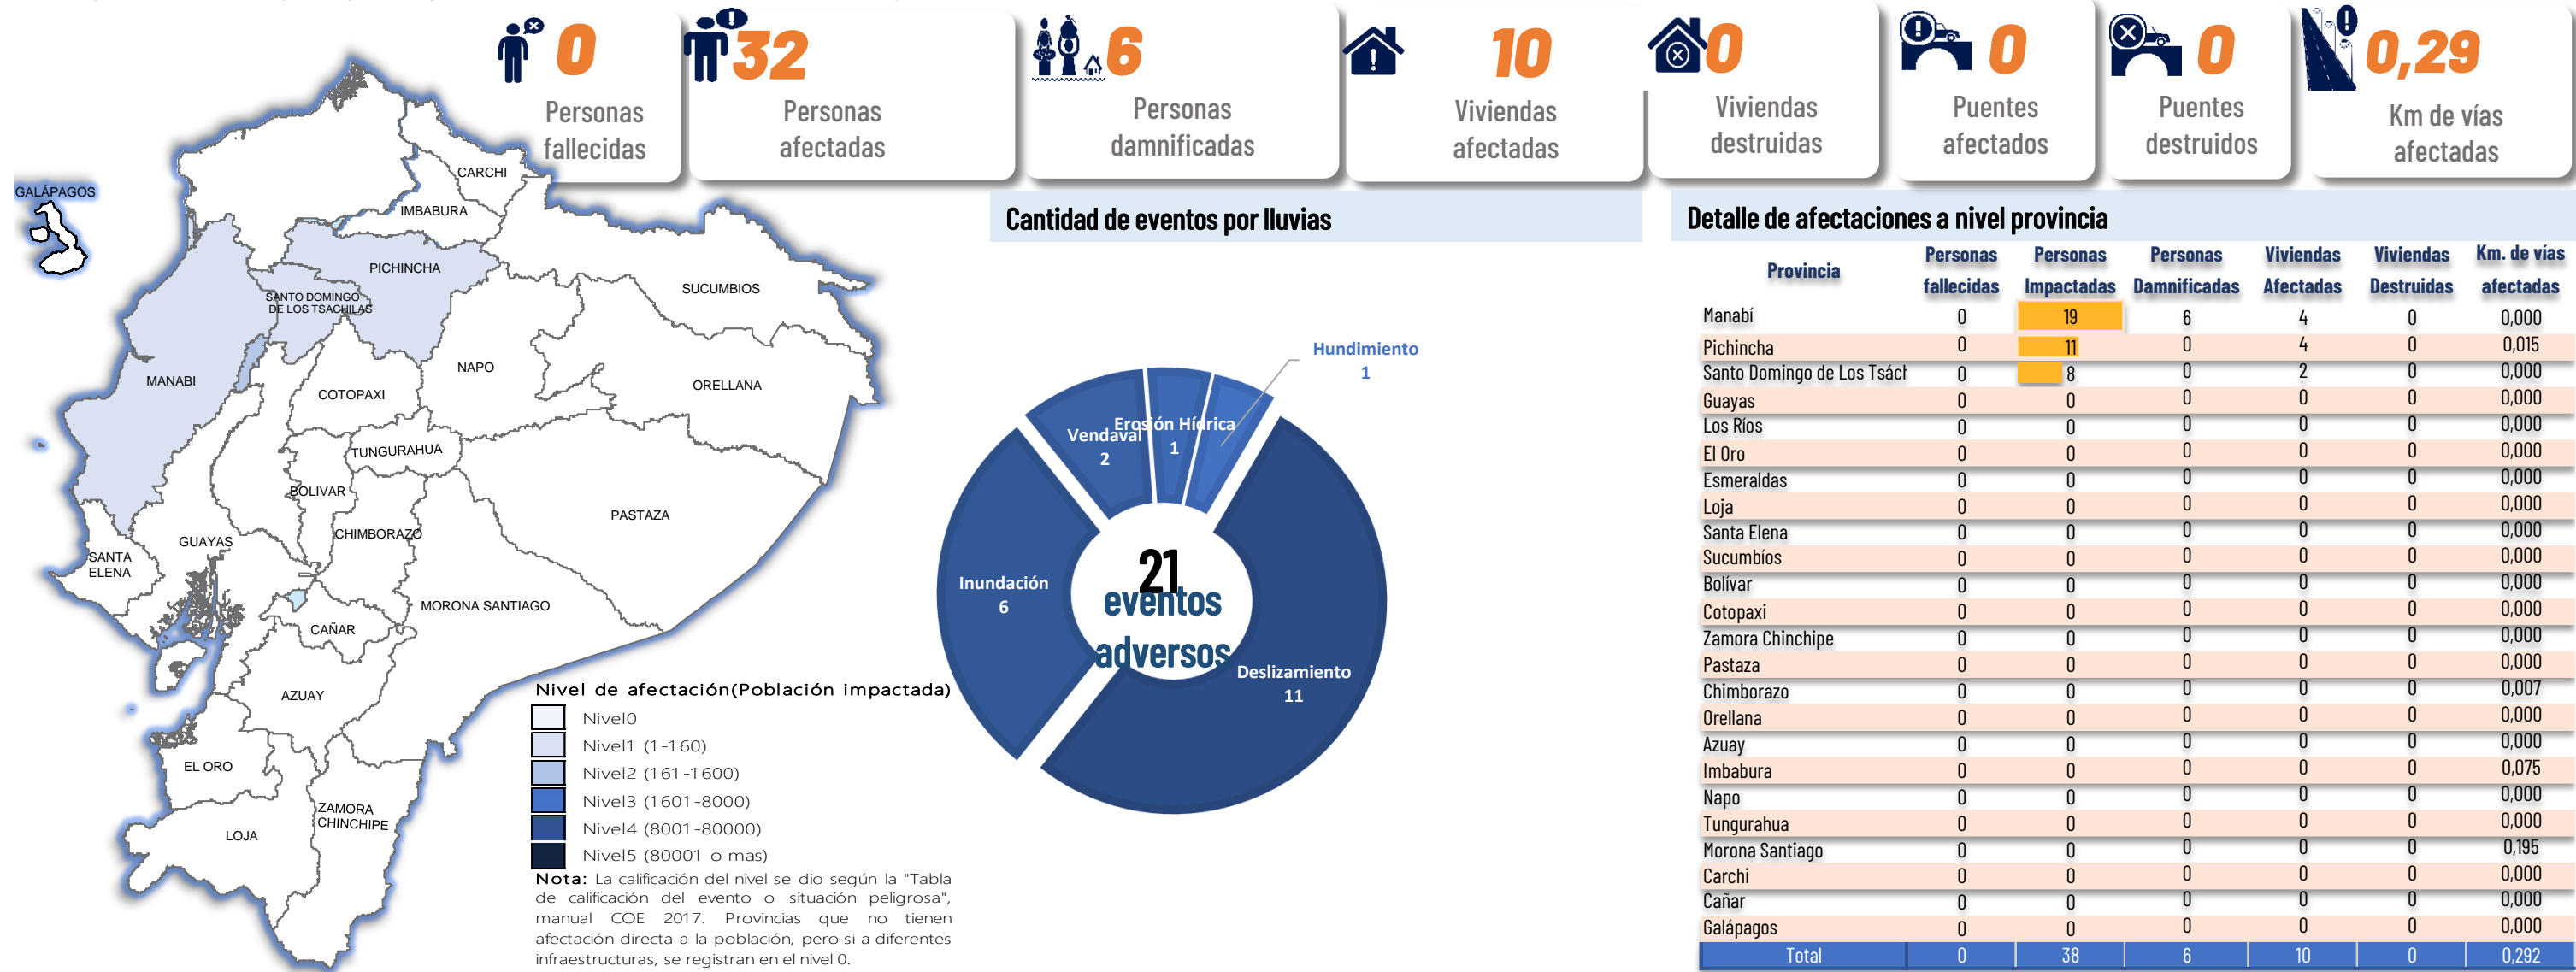 0
Personas
fallecidas
32
Personas
afectadas
6
Personas
damnificadas
10
Viviendas
afectadas
0
Viviendas
destruidas
0
Puentes
afectados
0
Puentes
destruidos
0,29
Km de vías
afectadas
GALÁPAGOS
CARCHI
IMBABURA
PICHINCHA
SANTO DOMINGO
DE LOS TSACHILAS
SUCUMBIOS
NAPO
ORELLANA
MANABI
COTOPAXI
TUNGURAHUA
BOLIVAR
PASTAZA
CHIMBORAZO
GUAYAS
SANTA
ELENA
MORONA SANTIAGO
CAÑAR
AZUAY
EL ORO
ZAMORA
CHINCHIPE
LOJA
Nivel de afectación(Población impactada)
Nivel0
Nivel1 (1-160)
Nivel2 (161-1600)
Nivel3 (1601-8000)
Nivel4 (8001-80000)
Nivel5 (80001 o mas)
Nota: La calificación del nivel se dio según la "Tabla
de calificación del evento o situación peligrosa",
manual COE 2017. Provincias que no tienen
afectación directa a la población, pero si a diferentes
infraestructuras, se registran en el nivel 0.
Cantidad de eventos por lluvias
Hundimiento
1
Erosión Hídrica
1
Vendaval
2
Inundación
6
Deslizamiento
11
21
eventos
adversos
Detalle de afectaciones a nivel provincia
Provincia Personas fallecidas Personas Impactadas Personas Damnificadas Viviendas Afectadas Viviendas Destruidas Km. de vías afectadas
Manabí 0 19 6 4 0 0,000
Pichincha 0 11 0 4 0 0,015
Santo Domingo de Los Tsách 0 8 0 2 0 0,000
Guayas 0 0 0 0 0 0,000
Los Ríos 0 0 0 0 0 0,000
El Oro 0 0 0 0 0 0,000
Esmeraldas 0 0 0 0 0 0,000
Loja 0 0 0 0 0 0,000
Santa Elena 0 0 0 0 0 0,000
Sucumbíos 0 0 0 0 0 0,000
Bolívar 0 0 0 0 0 0,000
Cotopaxi 0 0 0 0 0 0,000
Zamora Chinchipe 0 0 0 0 0 0,000
Pastaza 0 0 0 0 0 0,000
Chimborazo 0 0 0 0 0 0,007
Orellana 0 0 0 0 0 0,000
Azuay 0 0 0 0 0 0,000
Imbabura 0 0 0 0 0 0,075
Napo 0 0 0 0 0 0,000
Tungurahua 0 0 0 0 0 0,000
Morona Santiago 0 0 0 0 0 0,195
Carchi 0 0 0 0 0 0,000
Cañar 0 0 0 0 0 0,000
Galápagos 0 0 0 0 0 0,000
Total 0 38 6 10 0 0,292